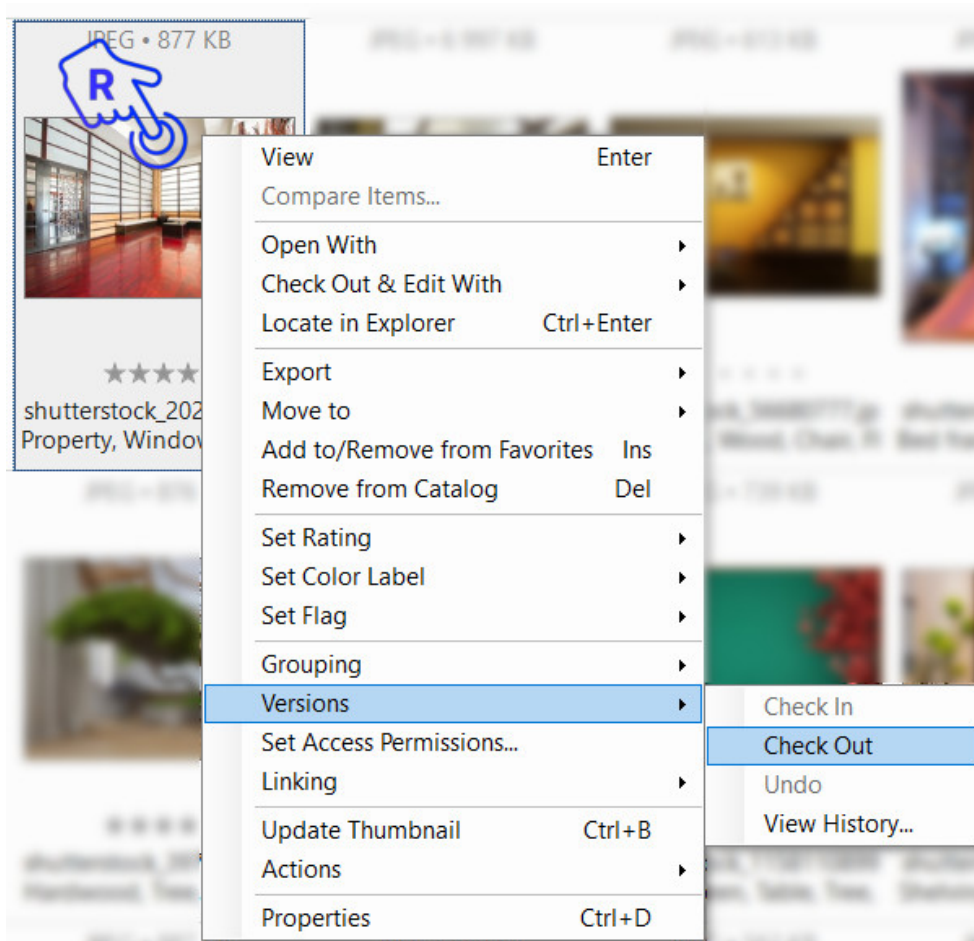 JPEG • 877 KB
R
View Enter
Compare Items...
Open With
Check Out & Edit With
Locate in Explorer Ctrl+Enter
Export
Move to
Add to/Remove from Favorites Ins
Remove from Catalog Del
Set Rating
Set Color Label
Set Flag
Grouping
Versions
Set Access Permissions...
Linking
Update Thumbnail Ctrl+B
Actions
Properties Ctrl+D
Check In
Check Out
Undo
View History...
shutterstock_202
Property, Window